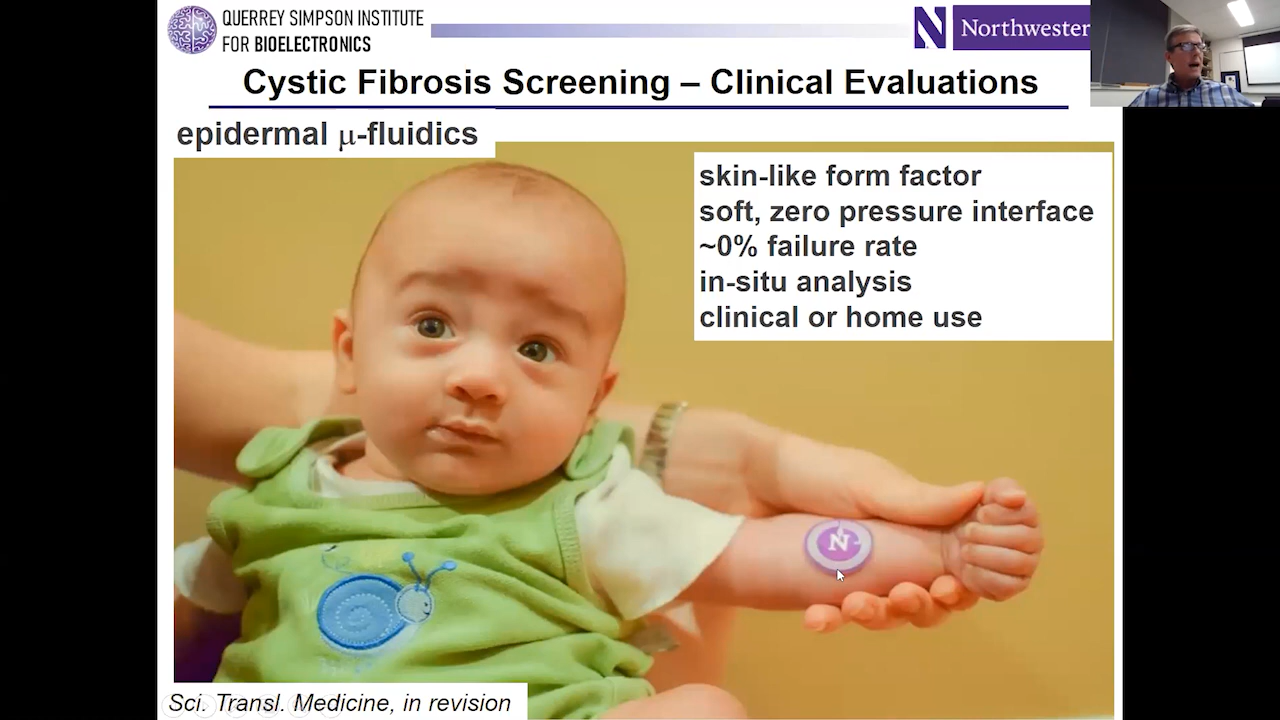 QUERREY SIMPSON INSTITUTE
FOR BIOELECTRONICS
N Northwester
Cystic Fibrosis Screening – Clinical Evaluations
epidermal μ-fluidics
skin-like form factor
soft, zero pressure interface
~0% failure rate
in-situ analysis
clinical or home use
N
Sci. Transl. Medicine, in revision